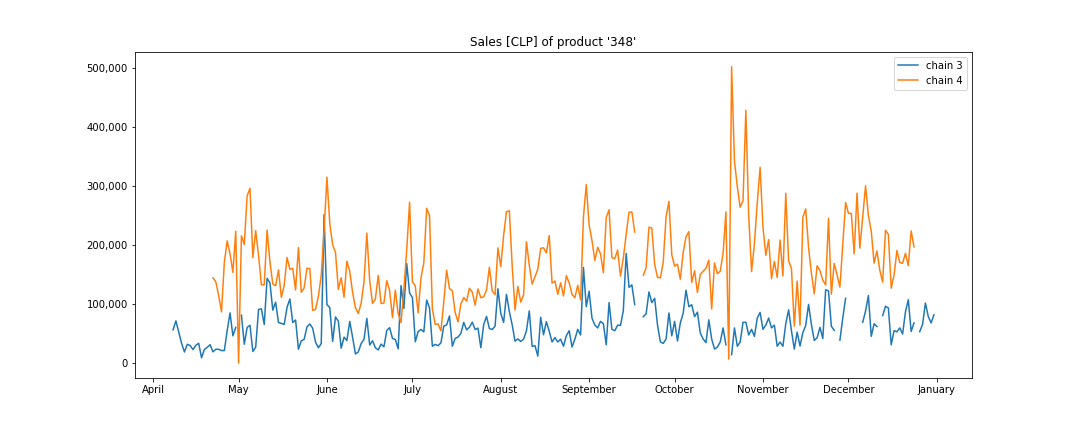 Sales [CLP] of product '348'
500,000
400,000
300,000
200,000
100,000
0
chain 3
chain 4
April May June July August September October November December January